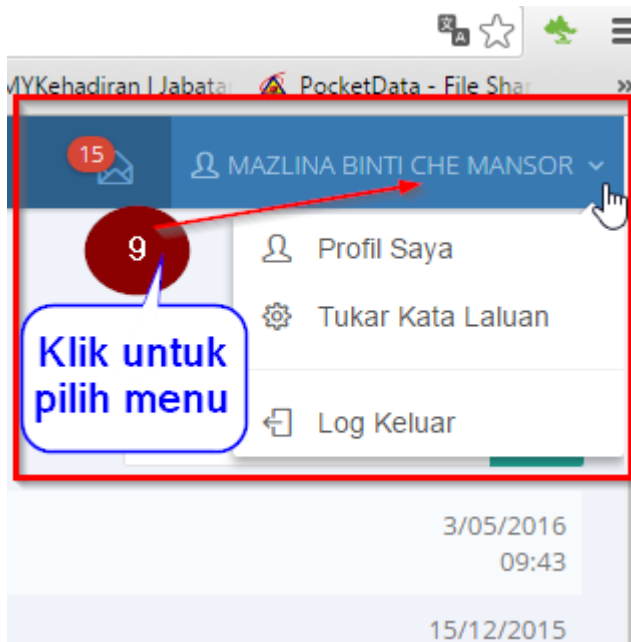 MYKehadiran | Jabata
PocketData - File Shar
15
MAZLINA BINTI CHE MANSOR
9
Profil Saya
Tukar Kata Laluan
Klik untuk
pilih menu
Log Keluar
3/05/2016
09:43
15/12/2015